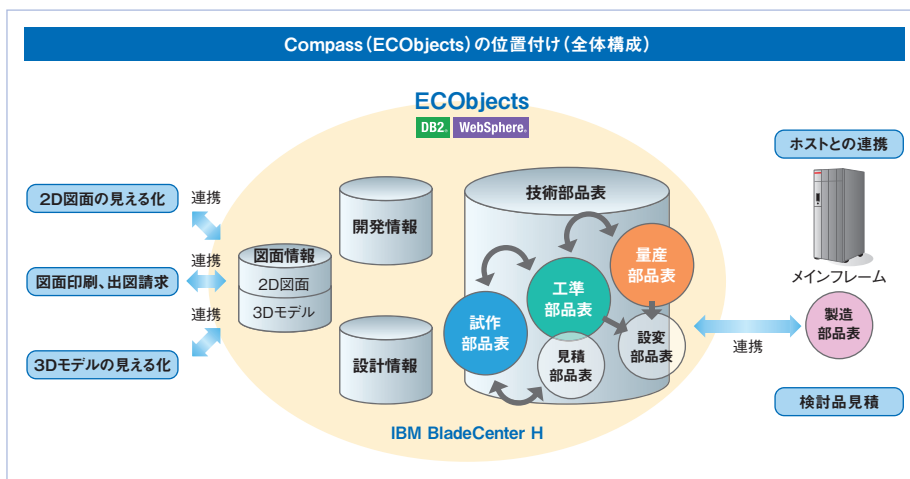 Compass(ECObjects)の位置付け(全体構成)
ECObjects
DB2. WebSphere.
2D図面の見える化
連携
図面印刷、出図請求
連携
連携
3Dモデルの見える化
図面情報
2D図面
3Dモデル
開発情報
設計情報
技術部品表
試作
部品表
工準
部品表
量産
部品表
見積
部品表
設変
部品表
IBM BladeCenter H
連携
ホストとの連携
メインフレーム
製造
部品表
検討品見積